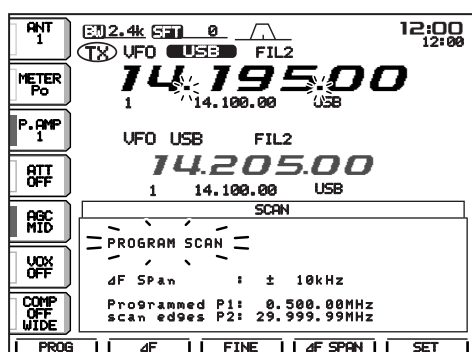 ANT
1
BW 2.4k SFT 0
12:00
12:00
TX VFO USB FIL2
METER
Po
14.195.00
1 14.100.00 USB
P.AMP
1
VFO USB FIL2
ATT
OFF
14.205.00
1 14.100.00 USB
AGC
MID
SCAN
PROGRAM SCAN
VOX
OFF
⊿F Span : ± 10kHz
COMP
OFF
WIDE
Programmed P1: 0.500.00MHz
scan edges P2: 29.999.99MHz
PROG ⊿F FINE ⊿F SPAN SET